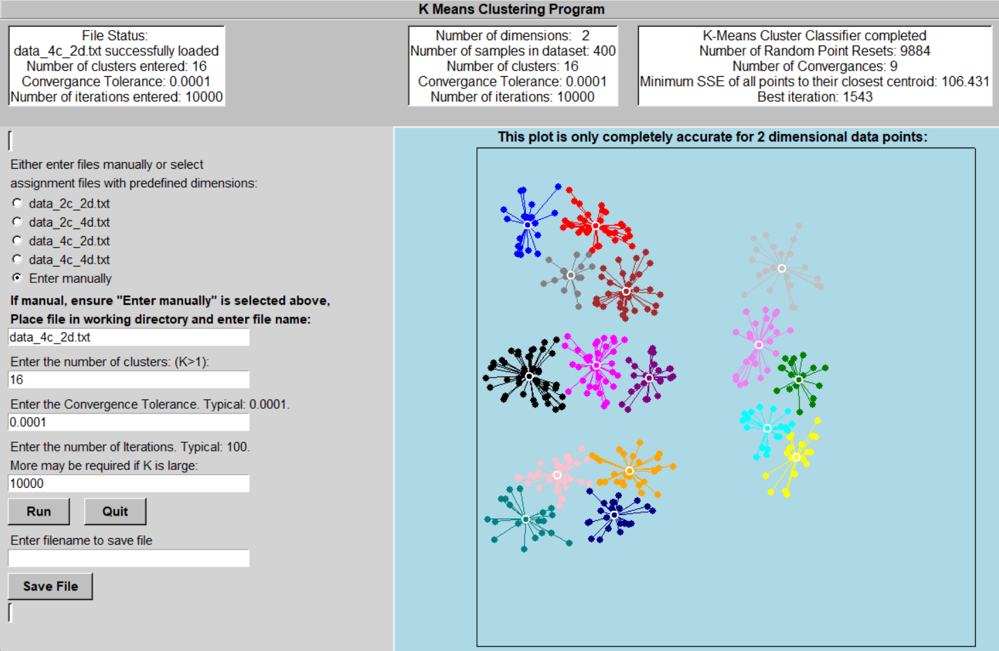 K Means Clustering Program
File Status:
data_4c_2d.txt successfully loaded
Number of clusters entered: 16
Convergance Tolerance: 0.0001
Number of iterations entered: 10000
Number of dimensions: 2
Number of samples in dataset: 400
Number of clusters: 16
Convergance Tolerance: 0.0001
Number of iterations: 10000
K-Means Cluster Classifier completed
Number of Random Point Resets: 9884
Number of Convergances: 9
Minimum SSE of all points to their closest centroid: 106.431
Best iteration: 1543
Either enter files manually or select
assignment files with predefined dimensions:
data_2c_2d.txt
data_2c_4d.txt
data_4c_2d.txt
data_4c_4d.txt
Enter manually
If manual, ensure "Enter manually" is selected above,
Place file in working directory and enter file name:
data_4c_2d.txt
Enter the number of clusters: (K>1):
16
Enter the Convergence Tolerance. Typical: 0.0001.
0.0001
Enter the number of Iterations. Typical: 100.
More may be required if K is large:
10000
Run
Quit
Enter filename to save file
Save File
This plot is only completely accurate for 2 dimensional data points: